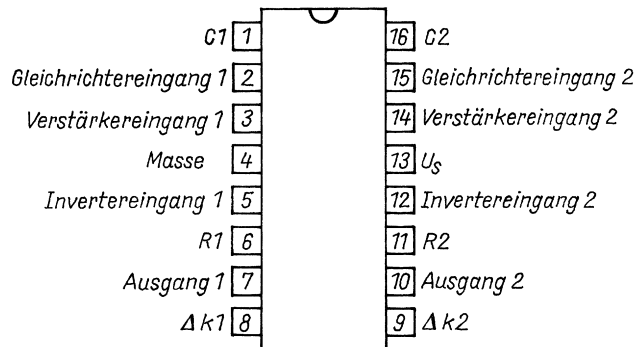 C1 1 16 C2
Gleichrichtereingang 1 2 15 Gleichrichtereingang 2
Verstärkereingang 1 3 14 Verstärkereingang 2
Masse 4 13 US
Invertereingang 1 5 12 Invertereingang 2
R1 6 11 R2
Ausgang 1 7 10 Ausgang 2
Δk1 8 9 Δk2